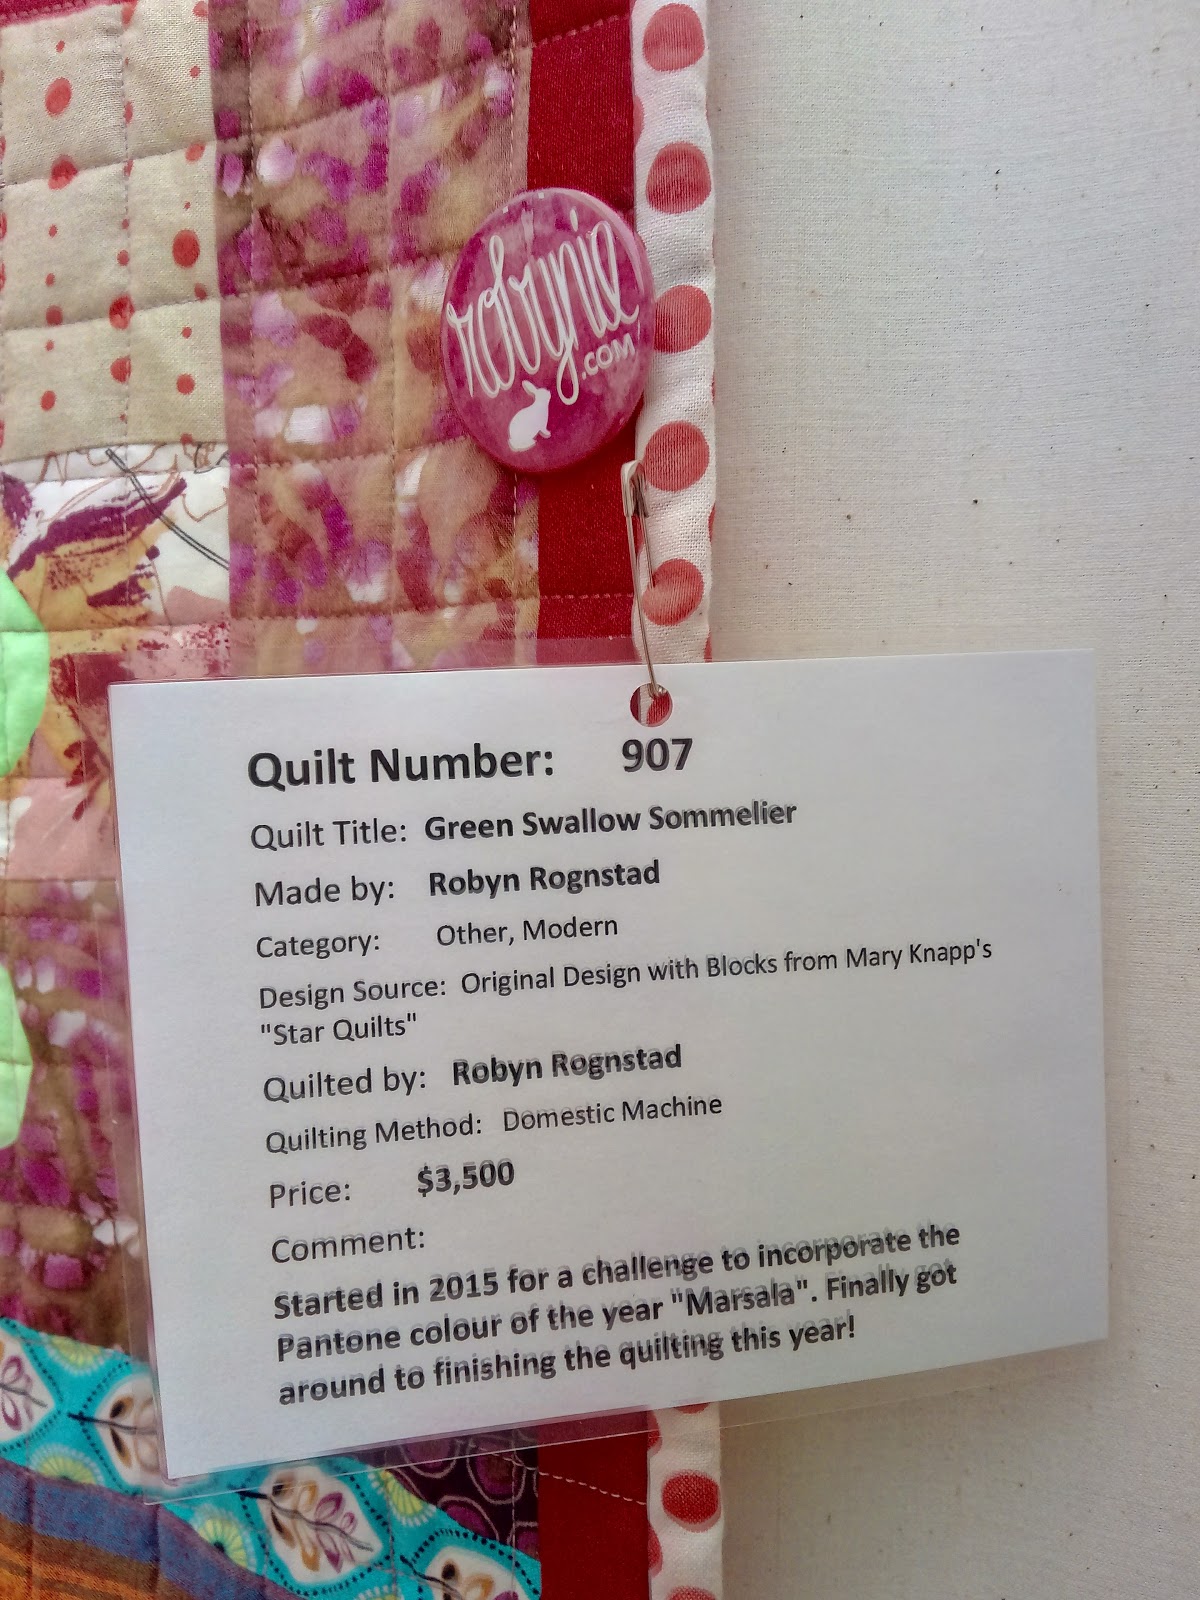 robynie
.COM
Quilt Number: 907
Quilt Title: Green Swallow Sommelier
Made by: Robyn Rognstad
Category: Other, Modern
Design Source: Original Design with Blocks from Mary Knapp's
"Star Quilts"
Quilted by: Robyn Rognstad
Quilting Method: Domestic Machine
Price: $3,500
Comment:
Started in 2015 for a challenge to incorporate the
Pantone colour of the year "Marsala". Finally got
around to finishing the quilting this year!